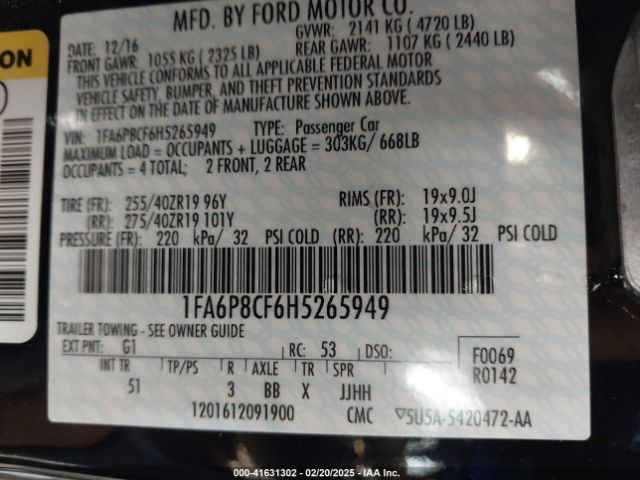 MFD. BY FORD MOTOR CO.
DATE: 12/16
GVWR: 2141 KG ( 4720 LB)
FRONT GAWR: 1055 KG ( 2325 LB)
REAR GAWR: 1107 KG ( 2440 LB)
THIS VEHICLE CONFORMS TO ALL APPLICABLE FEDERAL MOTOR
VEHICLE SAFETY, BUMPER, AND THEFT PREVENTION STANDARDS
IN EFFECT ON THE DATE OF MANUFACTURE SHOWN ABOVE.
VIN: 1FA6P8CF6H5265949 TYPE: Passenger Car
MAXIMUM LOAD = OCCUPANTS + LUGGAGE = 303KG/ 668LB
OCCUPANTS = 4 TOTAL; 2 FRONT, 2 REAR
TIRE (FR): 255/40ZR19 96Y RIMS (FR): 19x9.0J
(RR): 275/40ZR19 101Y (RR): 19x9.5J
PRESSURE (FR): 220 kPa/ 32 PSI COLD (RR): 220 kPa/ 32 PSI COLD
1FA6P8CF6H5265949
TRAILER TOWING - SEE OWNER GUIDE
EXT PNT: G1 RC: 53 DSO:
F0069
R0142
INT TR TP/PS R AXLE TR SPR
51 3 BB X JJHH
1201612091900 CMC 5U5A-5420472-AA
ON
000-41631302 / 02/20/2025 / IAA Inc.